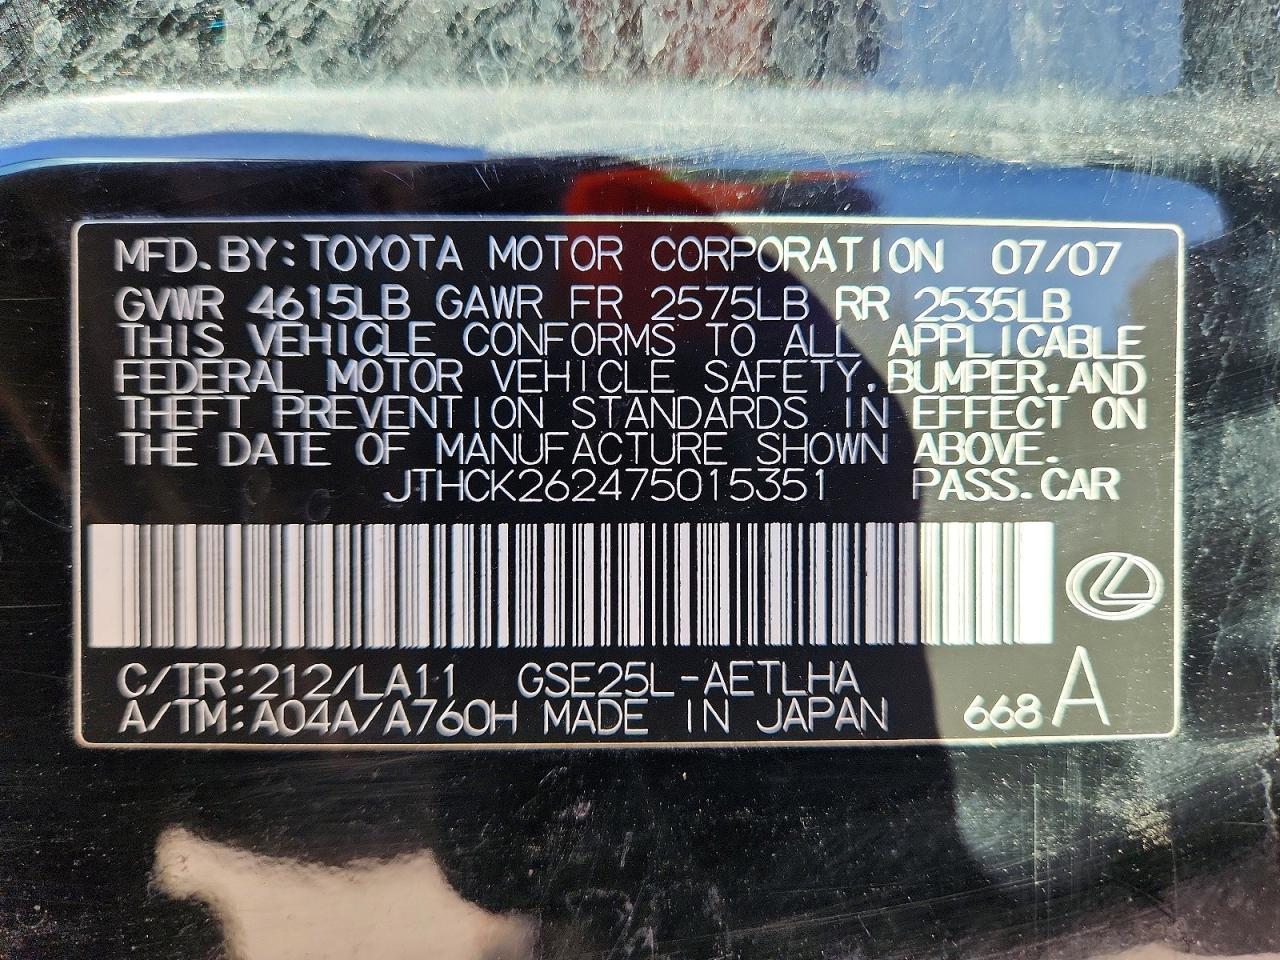 MFD. BY: TOYOTA MOTOR CORPORATION 07/07
GVWR 4615LB GAWR FR 2575LB RR 2535LB
THIS VEHICLE CONFORMS TO ALL APPLICABLE
FEDERAL MOTOR VEHICLE SAFETY, BUMPER, AND
THEFT PREVENTION STANDARDS IN EFFECT ON
THE DATE OF MANUFACTURE SHOWN ABOVE.
JTHCK262475015351 PASS. CAR
C/TR: 212/LA11 GSE25L-AETLHA
A/TM: A04A/A760H MADE IN JAPAN 668 A